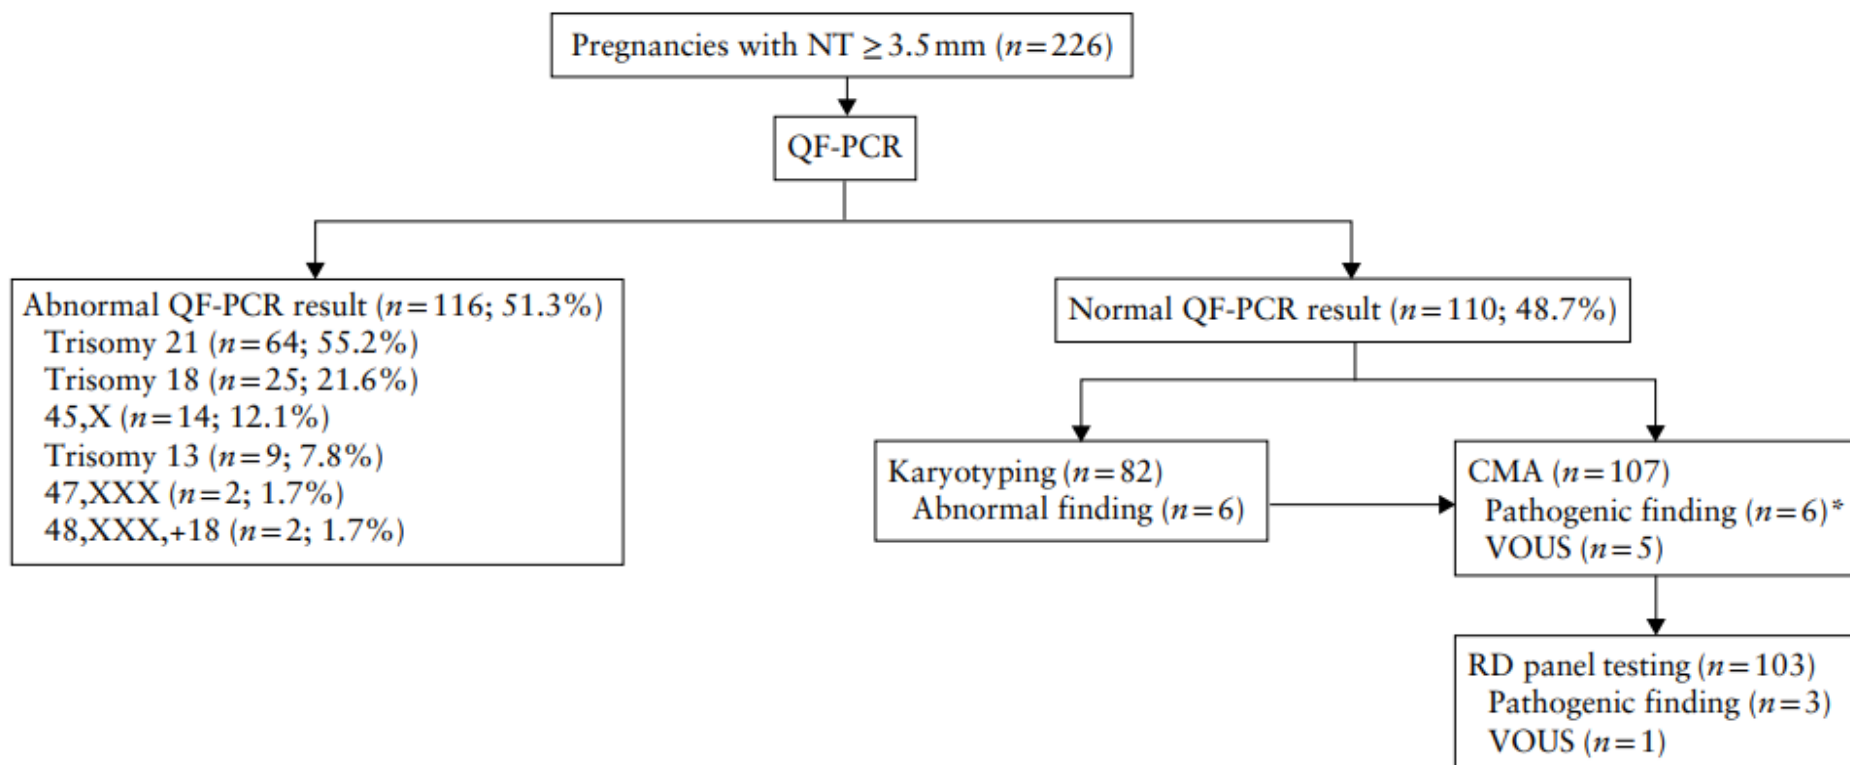 Pregnancies with NT ≥ 3.5 mm (n=226)
QF-PCR
Abnormal QF-PCR result (n=116; 51.3%)
Trisomy 21 (n=64; 55.2%)
Trisomy 18 (n=25; 21.6%)
45,X (n=14; 12.1%)
Trisomy 13 (n=9; 7.8%)
47,XXX (n=2; 1.7%)
48,XXX,+18 (n=2; 1.7%)
Normal QF-PCR result (n=110; 48.7%)
Karyotyping (n=82)
Abnormal finding (n=6)
CMA (n=107)
Pathogenic finding (n=6)*
VOUS (n=5)
RD panel testing (n=103)
Pathogenic finding (n=3)
VOUS (n=1)